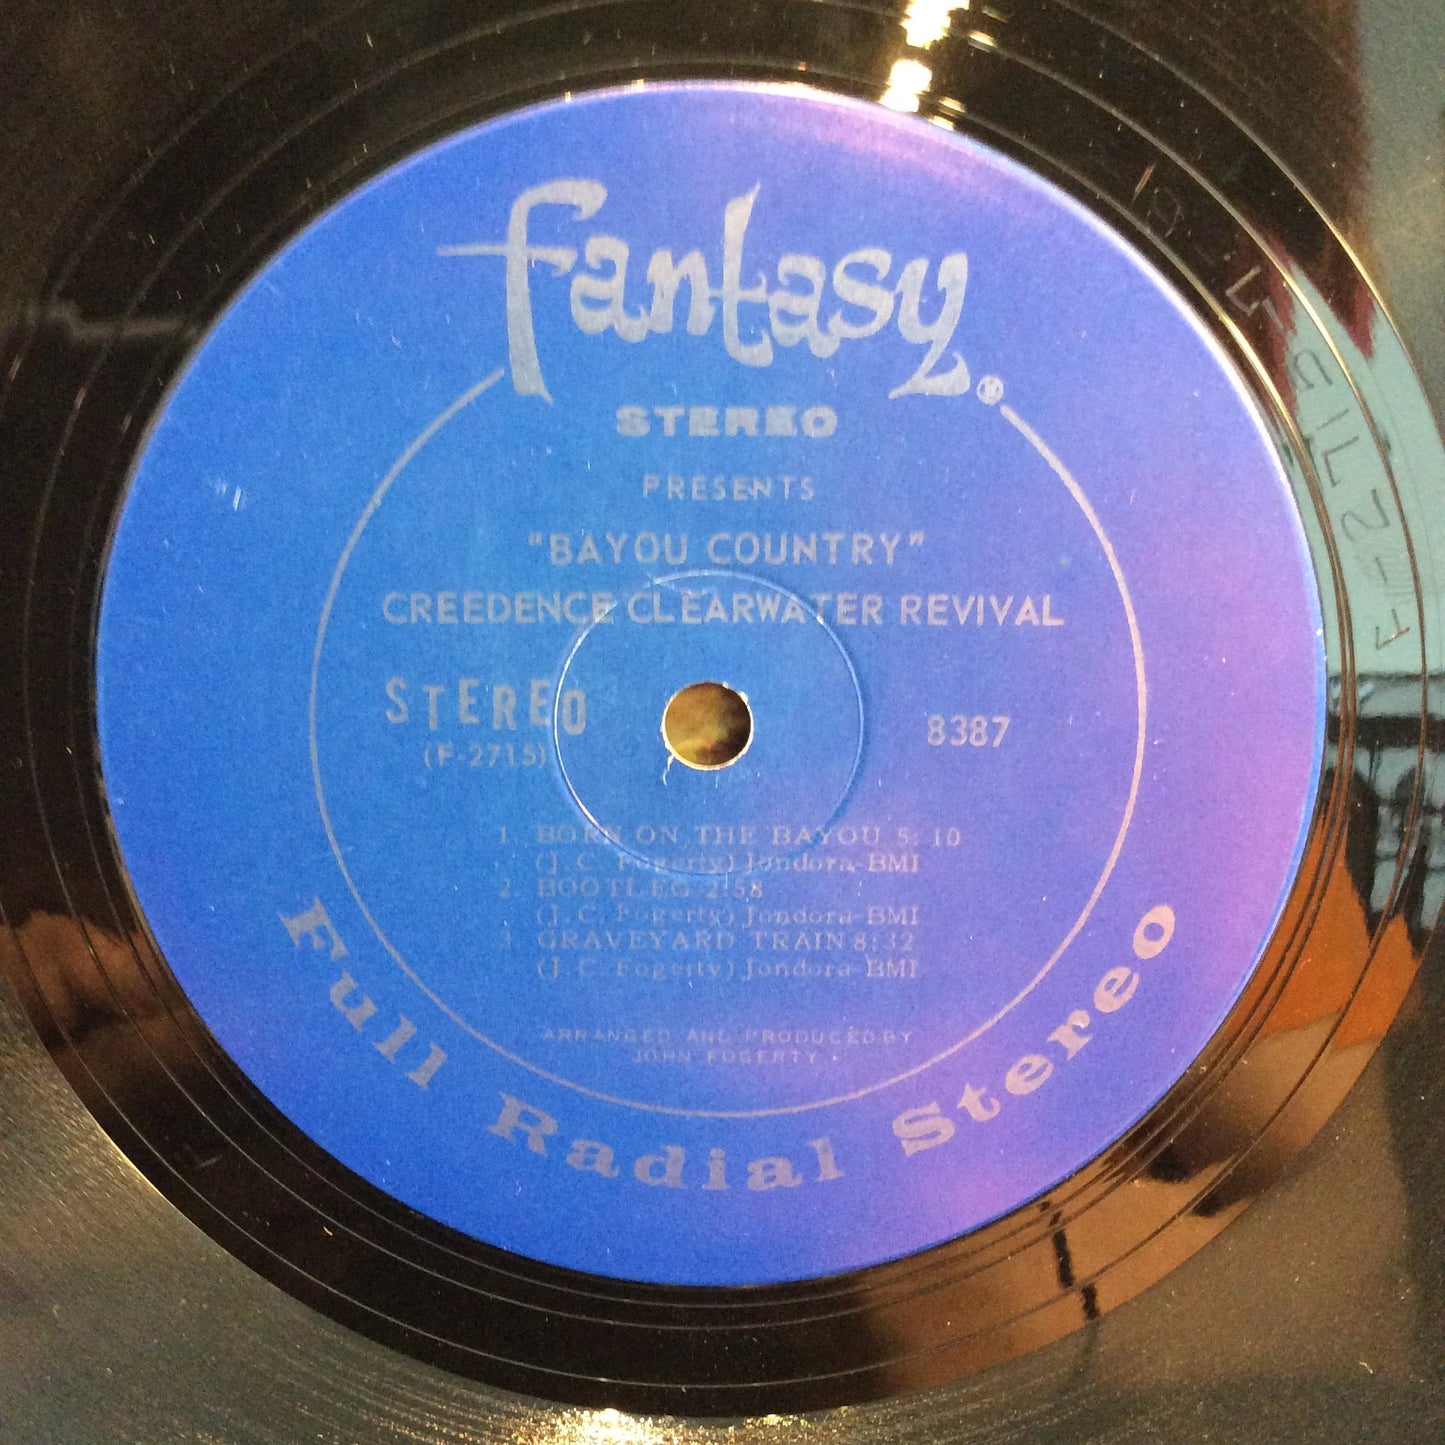 fantasy
STEREO
PRESENTS
"BAYOU COUNTRY"
CREEDENCE CLEARWATER REVIVAL
STEREO
(F-2715)
8387
1. BORN ON THE BAYOU 5:10
(J. C. Fogerty) Jondora-BMI
2. BOOTLEG 2:58
(J. C. Fogerty) Jondora-BMI
3. GRAVEYARD TRAIN 8:32
(J. C. Fogerty) Jondora-BMI
ARRANGED AND PRODUCED BY
JOHN FOGERTY
Full Radial Stereo